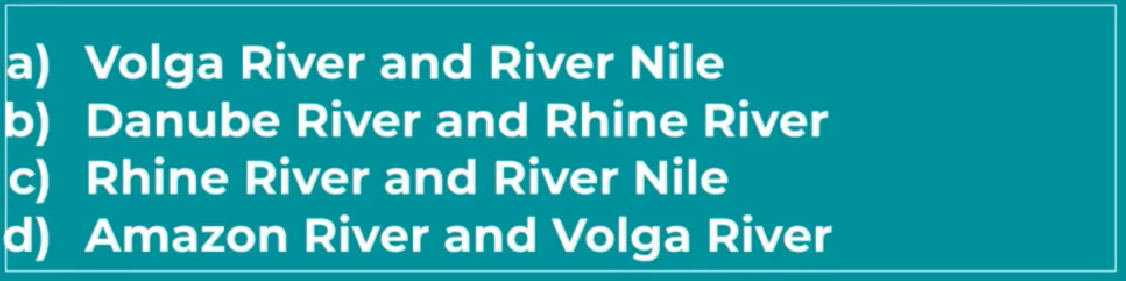 a) Volga River and River Nile
b) Danube River and Rhine River
c) Rhine River and River Nile
d) Amazon River and Volga River